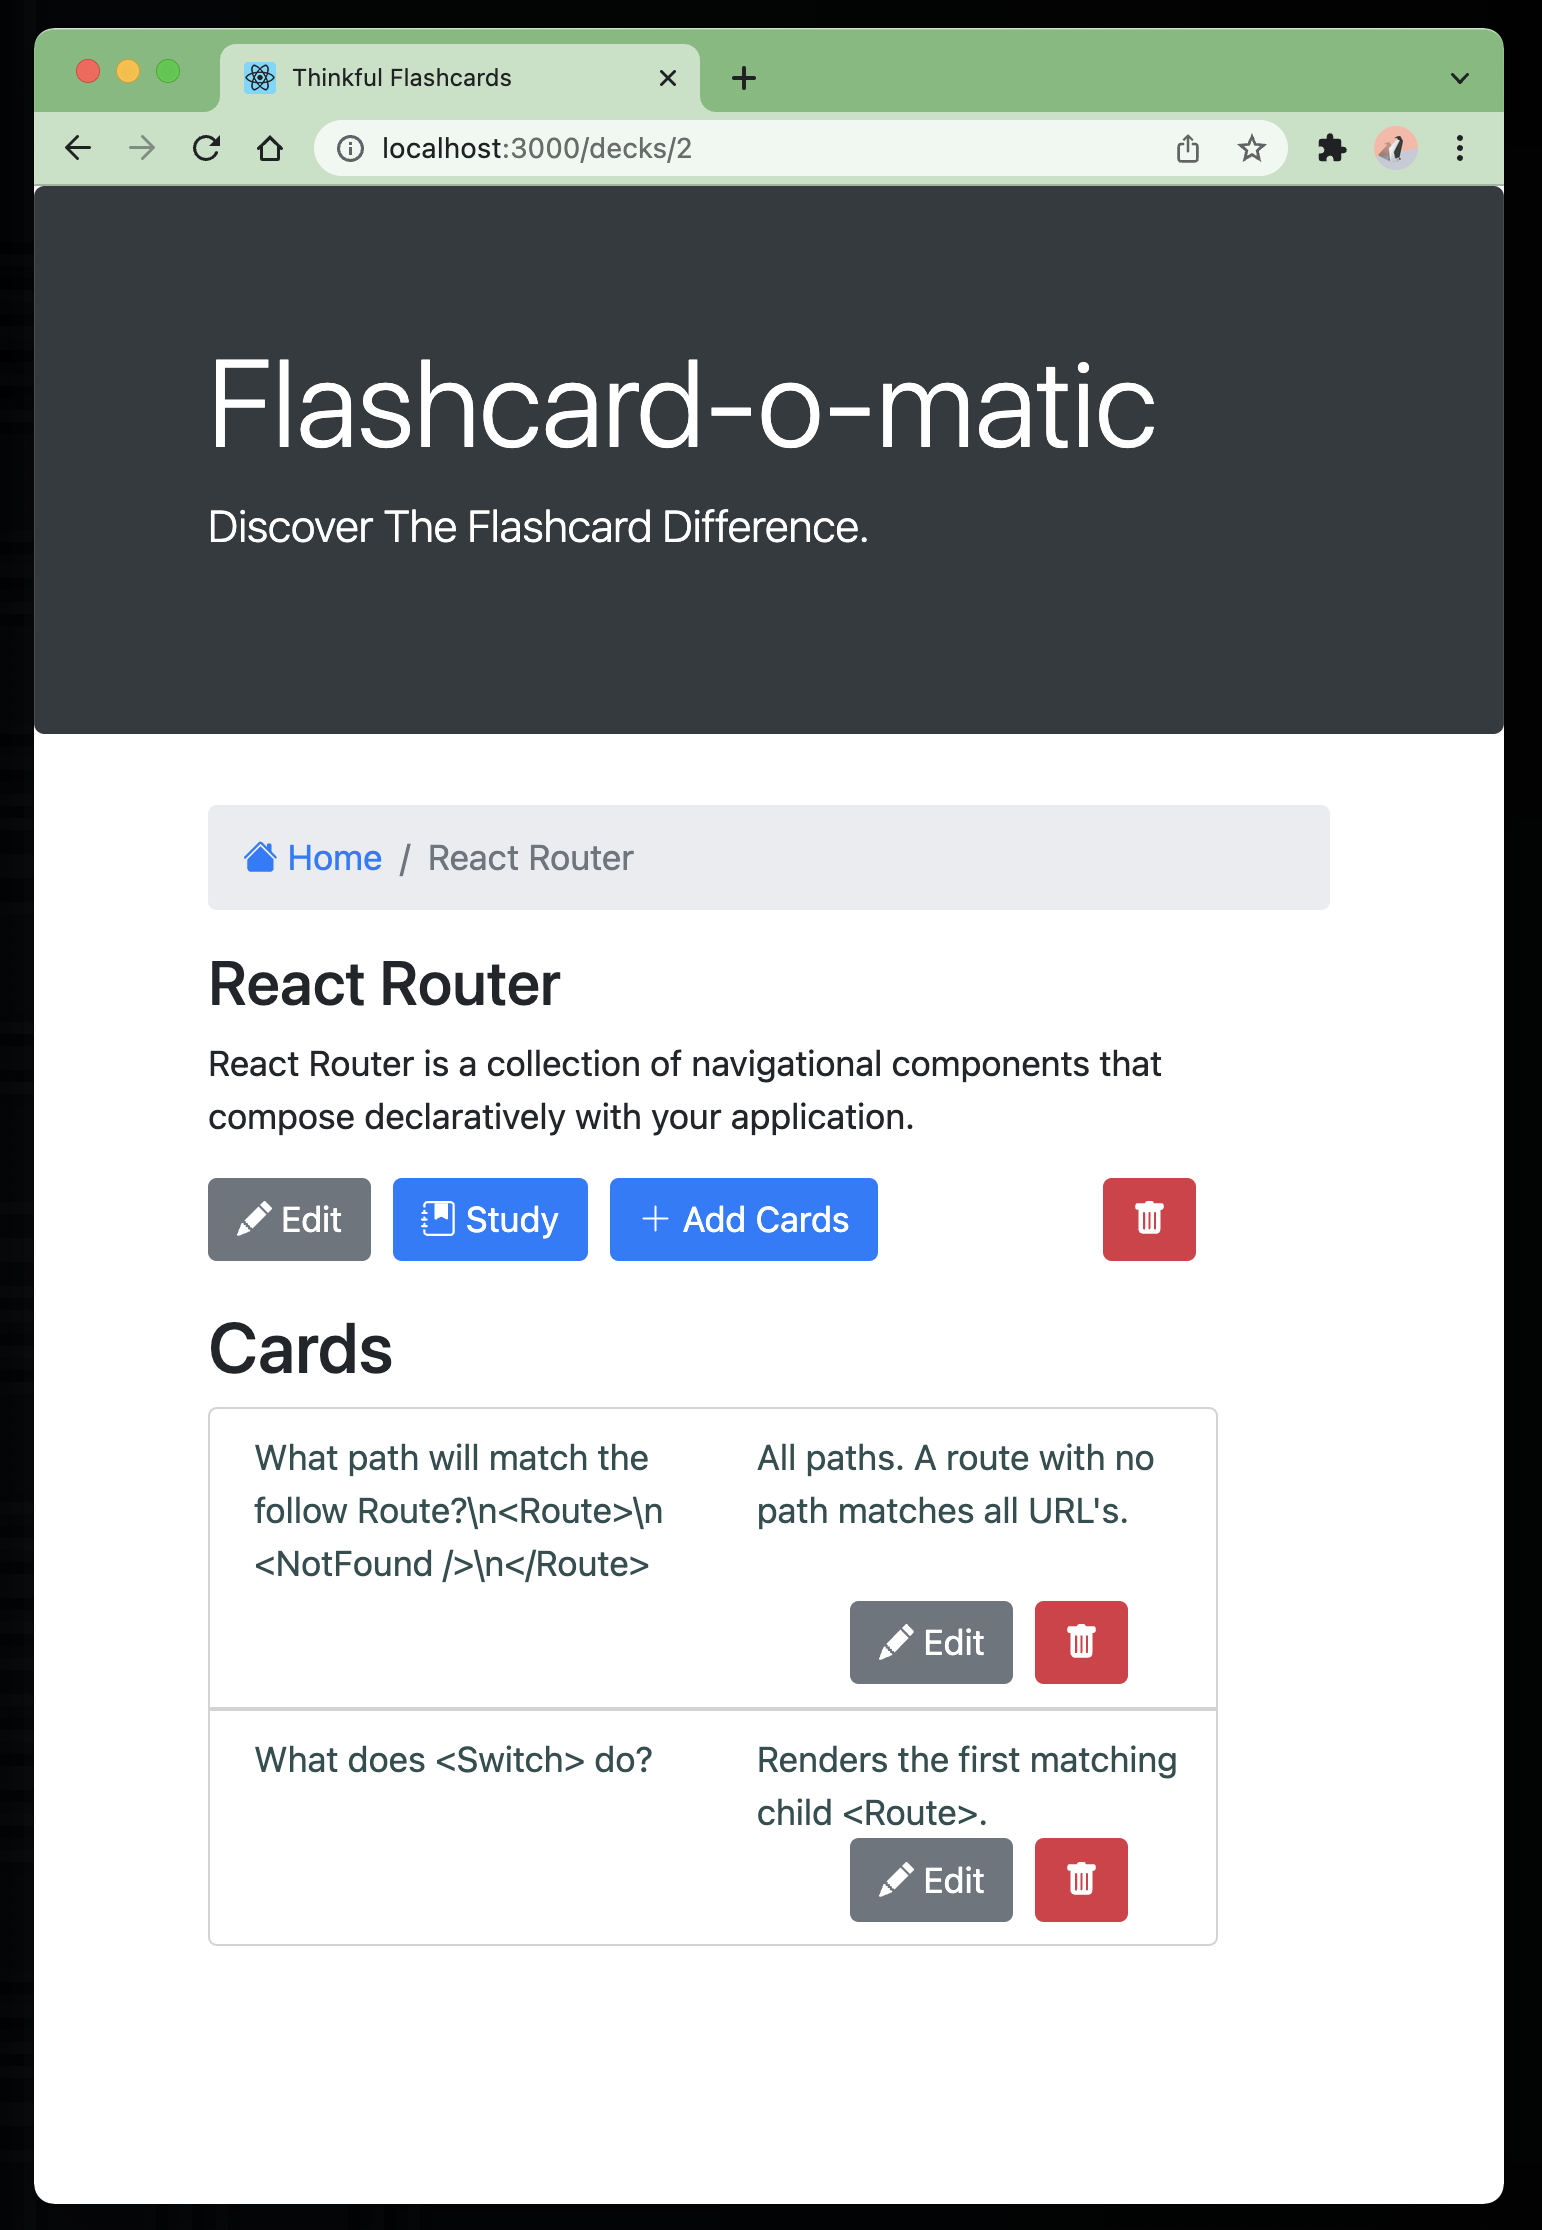 Thinkful Flashcards
localhost:3000/decks/2
Flashcard-o-matic
Discover The Flashcard Difference.
Home / React Router
React Router
React Router is a collection of navigational components that
compose declaratively with your application.
Edit Study + Add Cards
Cards
What path will match the
follow Route?\n<Route>\n
<NotFound />\n</Route>
All paths. A route with no
path matches all URL's.
Edit
What does <Switch> do?
Renders the first matching
child <Route>.
Edit